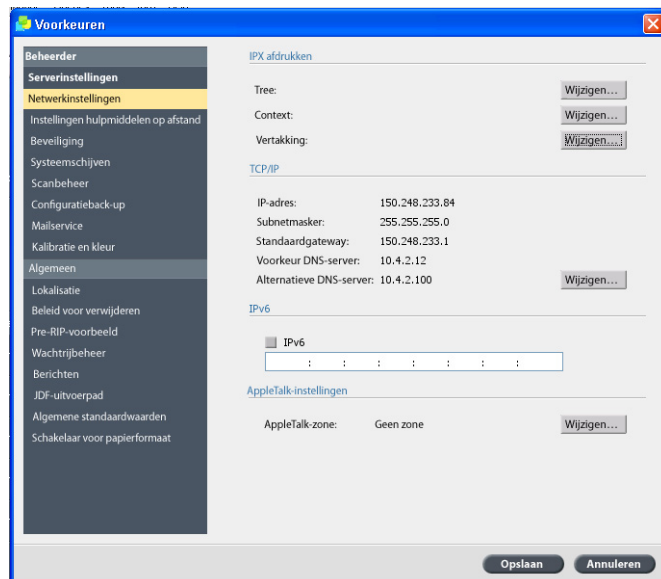 Voorkeuren
Beheerder
Serverinstellingen
Netwerkinstellingen
Instellingen hulpmiddelen op afstand
Beveiliging
Systeemschijven
Scanbeheer
Configuratieback-up
Mailservice
Kalibratie en kleur
Algemeen
Lokalisatie
Beleid voor verwijderen
Pre-RIP-voorbeeld
Wachtrijbeheer
Berichten
JDF-uitvoerpad
Algemene standaardwaarden
Schakelaar voor papierformaat
IPX afdrukken
Tree: Wijzigen...
Context: Wijzigen...
Vertakking: Wijzigen...
TCP/IP
IP-adres: 150.248.233.84
Subnetmasker: 255.255.255.0
Standaardgateway: 150.248.233.1
Voorkeur DNS-server: 10.4.2.12
Alternatieve DNS-server: 10.4.2.100 Wijzigen...
IPv6
IPv6
: : : : : : :
AppleTalk-instellingen
AppleTalk-zone: Geen zone Wijzigen...
Opslaan Annuleren